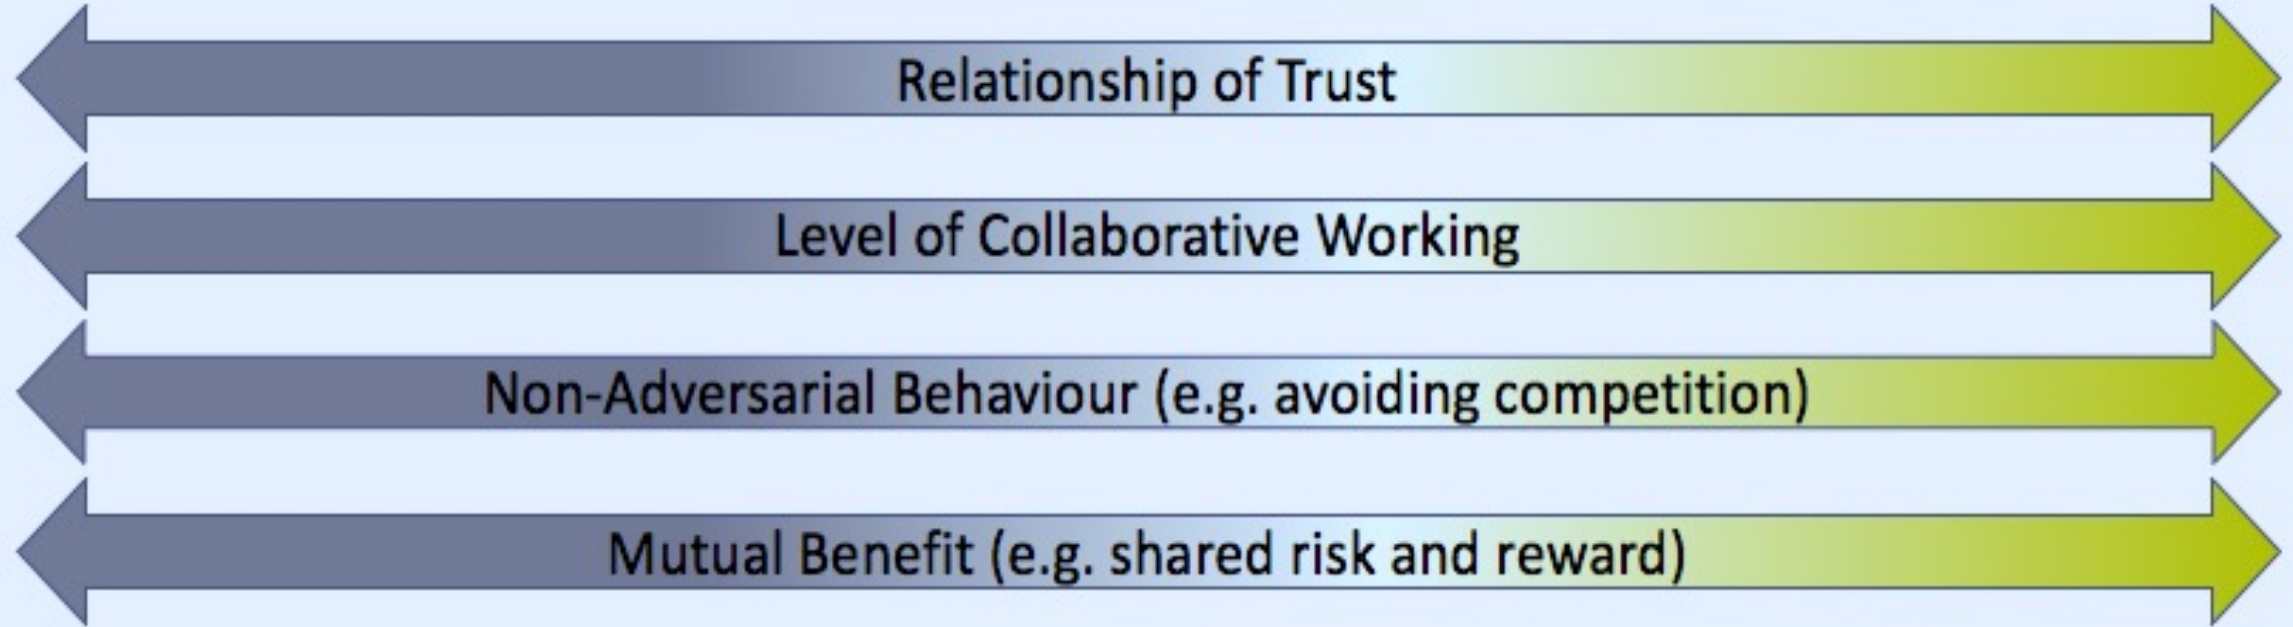 Relationship of Trust
Level of Collaborative Working
Non-Adversarial Behaviour (e.g. avoiding competition)
Mutual Benefit (e.g. shared risk and reward)